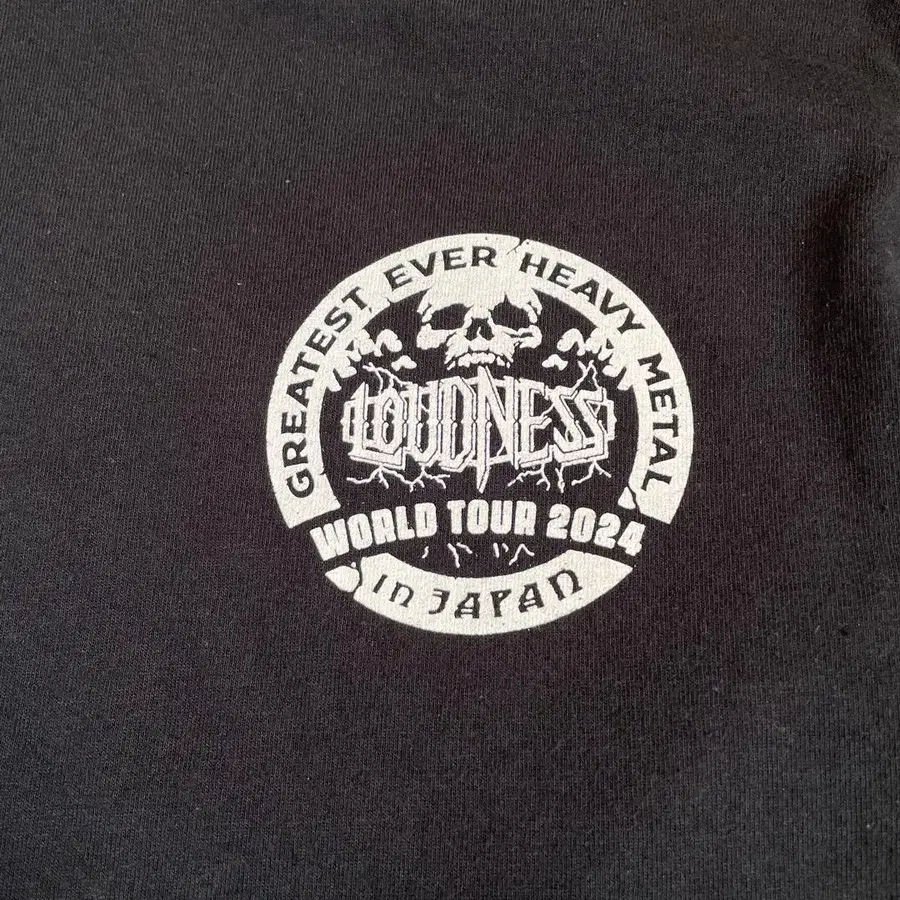 GREATEST EVER HEAVY METAL
LOUDNESS
WORLD TOUR 2024
In JAPAN